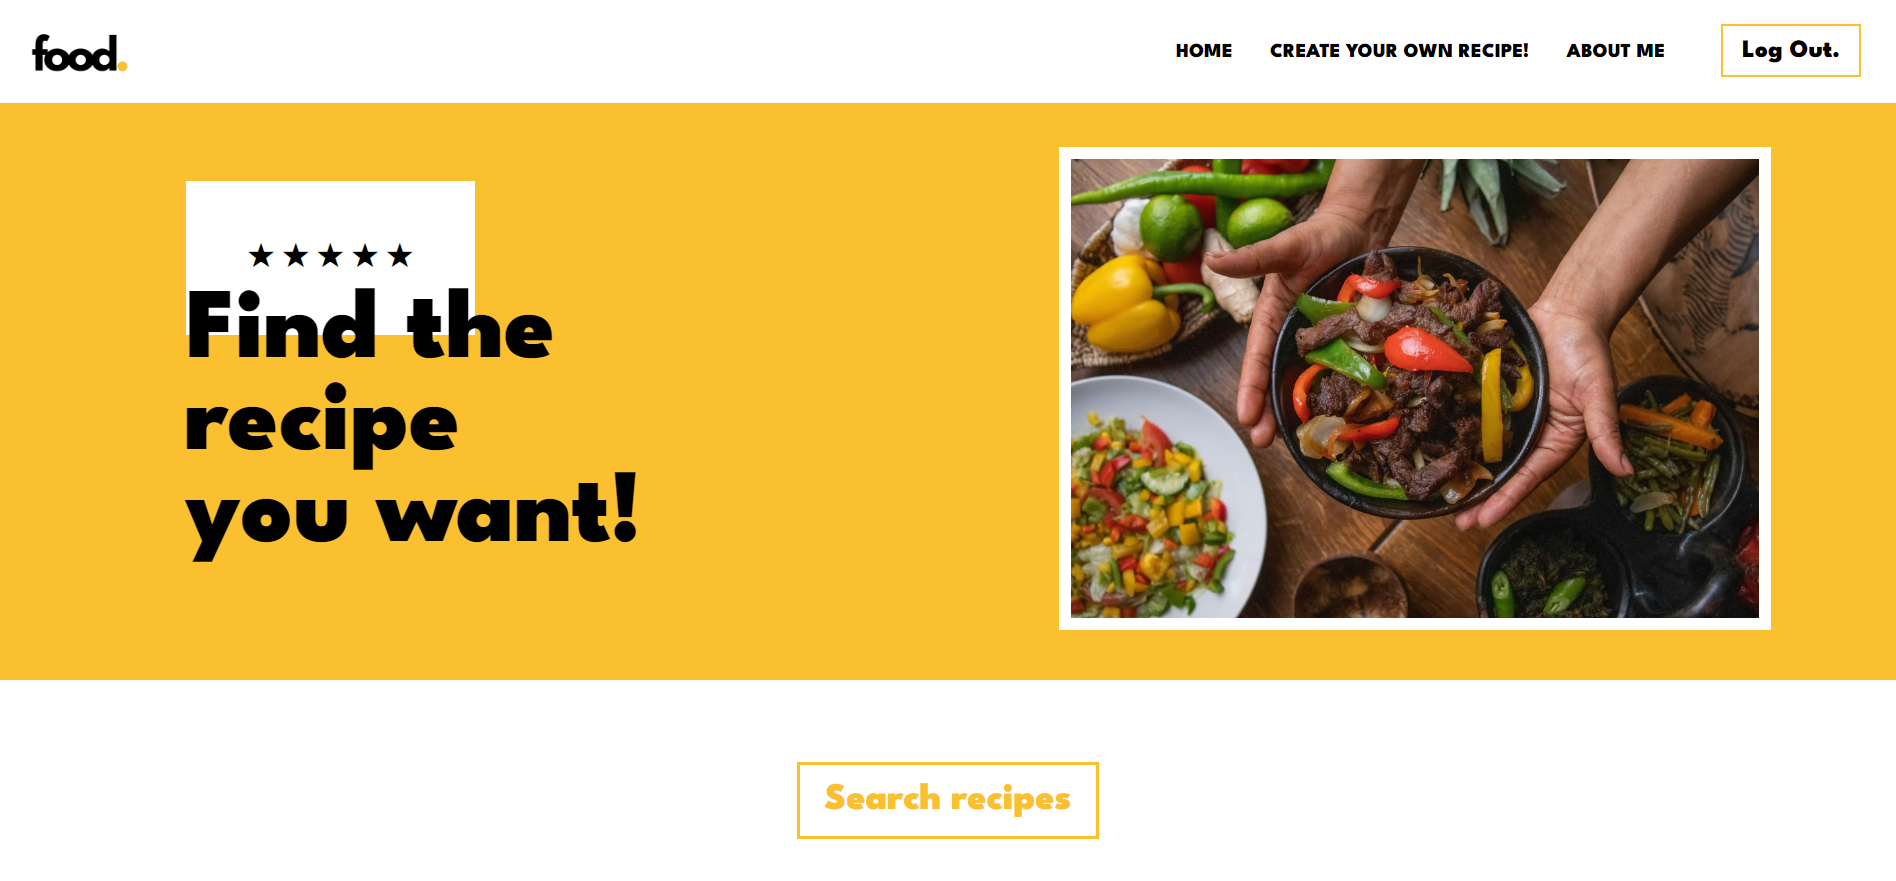 food.
HOME
CREATE YOUR OWN RECIPE!
ABOUT ME
Log Out.
★★★★★
Find the
recipe
you want!
Search recipes